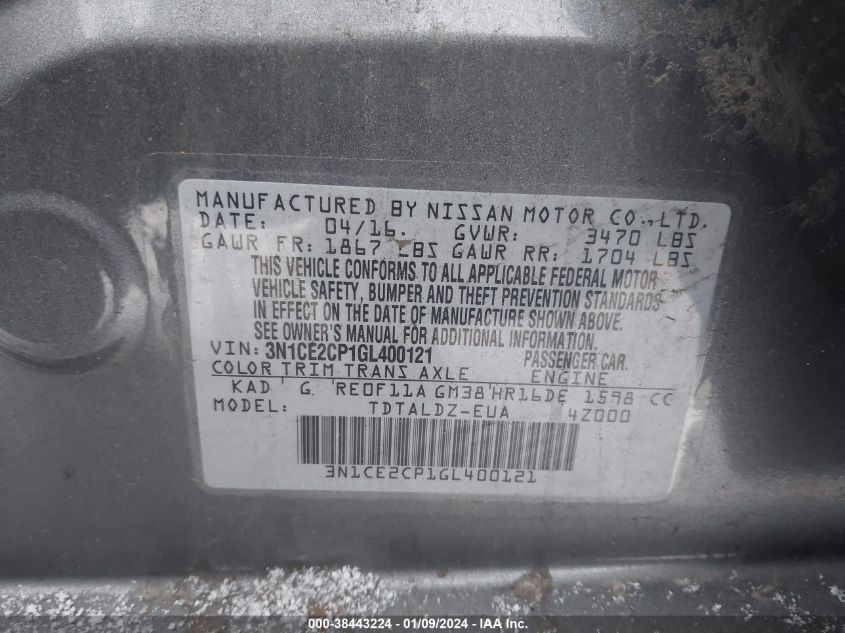 MANUFACTURED BY NISSAN MOTOR CO., LTD.
DATE: 04/16. GVWR: 3470 LBS
GAWR FR: 1867 LBS GAWR RR: 1704 LBS
THIS VEHICLE CONFORMS TO ALL APPLICABLE FEDERAL MOTOR
VEHICLE SAFETY, BUMPER AND THEFT PREVENTION STANDARDS
IN EFFECT ON THE DATE OF MANUFACTURE SHOWN ABOVE.
SEE OWNER'S MANUAL FOR ADDITIONAL INFORMATION.
VIN: 3N1CE2CP1GL400121 PASSENGER CAR.
COLOR TRIM TRANS AXLE ENGINE
KAD G RE0F11A GM38 HR16DE 1598 CC
MODEL: TDTALDZ-EUA 4Z000
3N1CE2CP1GL400121
000-38443224 - 01/09/2024 - IAAI.COM